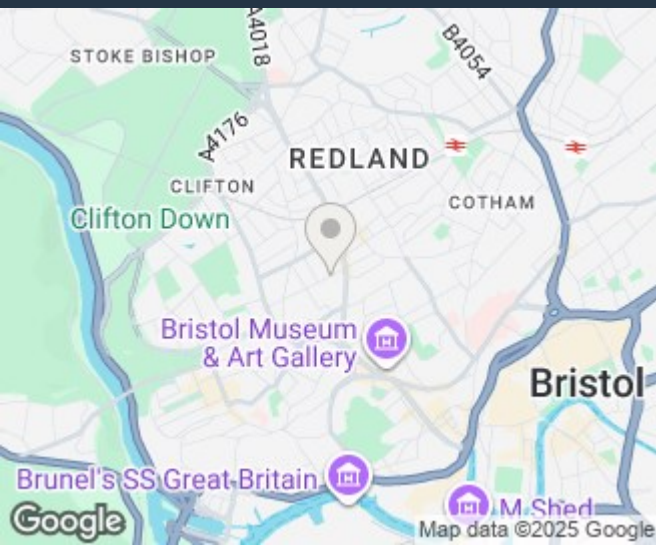 A4018
B4054
STOKE BISHOP
A4176
REDLAND
CLIFTON
COTHAM
Clifton Down
Bristol Museum
& Art Gallery
Bristol
Brunel's SS Great Britain
M Shed
Google
Map data ©2025 Google